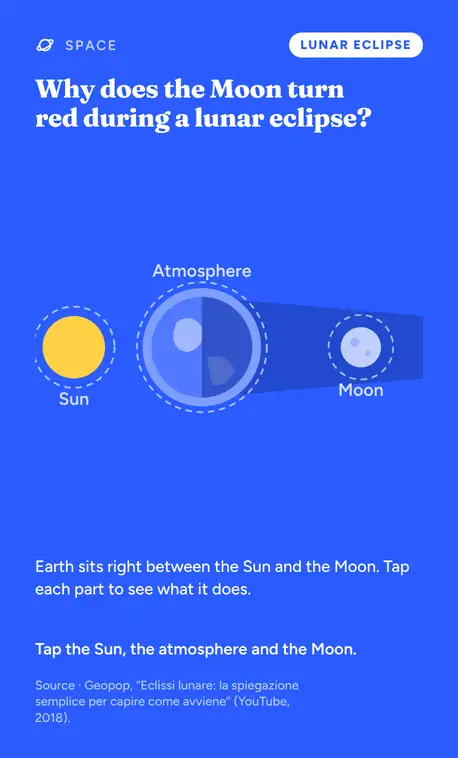 SPACE
LUNAR ECLIPSE
Why does the Moon turn
red during a lunar eclipse?
Atmosphere
Sun
Moon
Earth sits right between the Sun and the Moon. Tap
each part to see what it does.
Tap the Sun, the atmosphere and the Moon.
Source · Geopop, “Eclissi lunare: la spiegazione
semplice per capire come avviene” (YouTube,
2018).